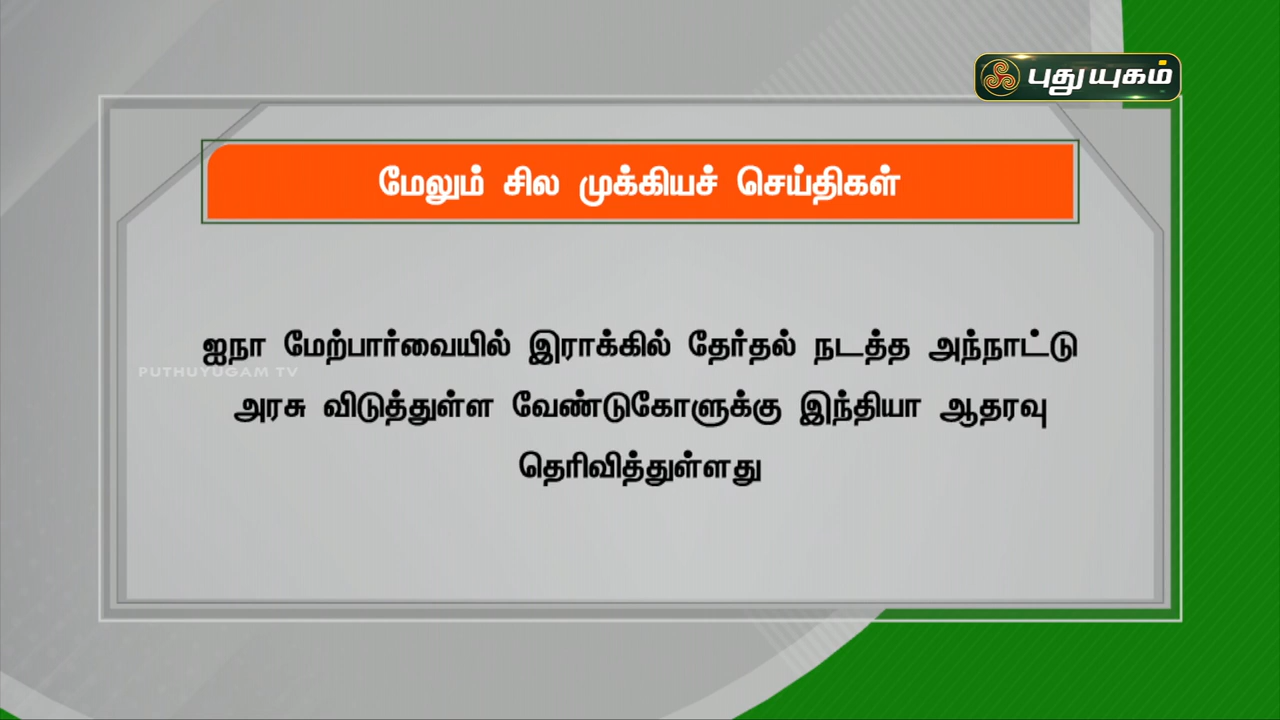 புதுயுகம்
மேலும் சில முக்கியச் செய்திகள்
ஐநா மேற்பார்வையில் இராக்கில் தேர்தல் நடத்த அந்நாட்டு
PUTHUYUGAM TV
அரசு விடுத்துள்ள வேண்டுகோளுக்கு இந்தியா ஆதரவு
தெரிவித்துள்ளது